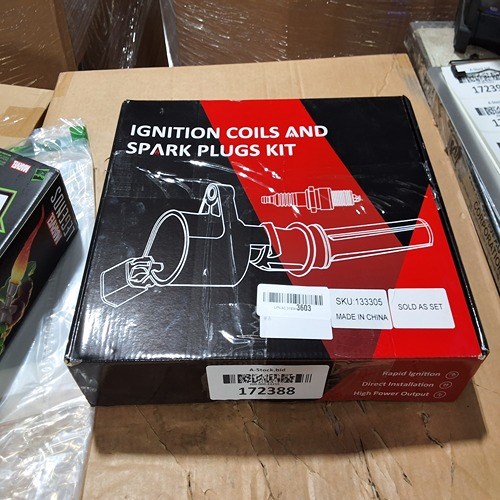 IGNITION COILS AND
SPARK PLUGS KIT
3603
SKU:133305
MADE IN CHINA
SOLD AS SET
Rapid Ignition
Direct Installation
High Power Output
A-Stock.bid
172388